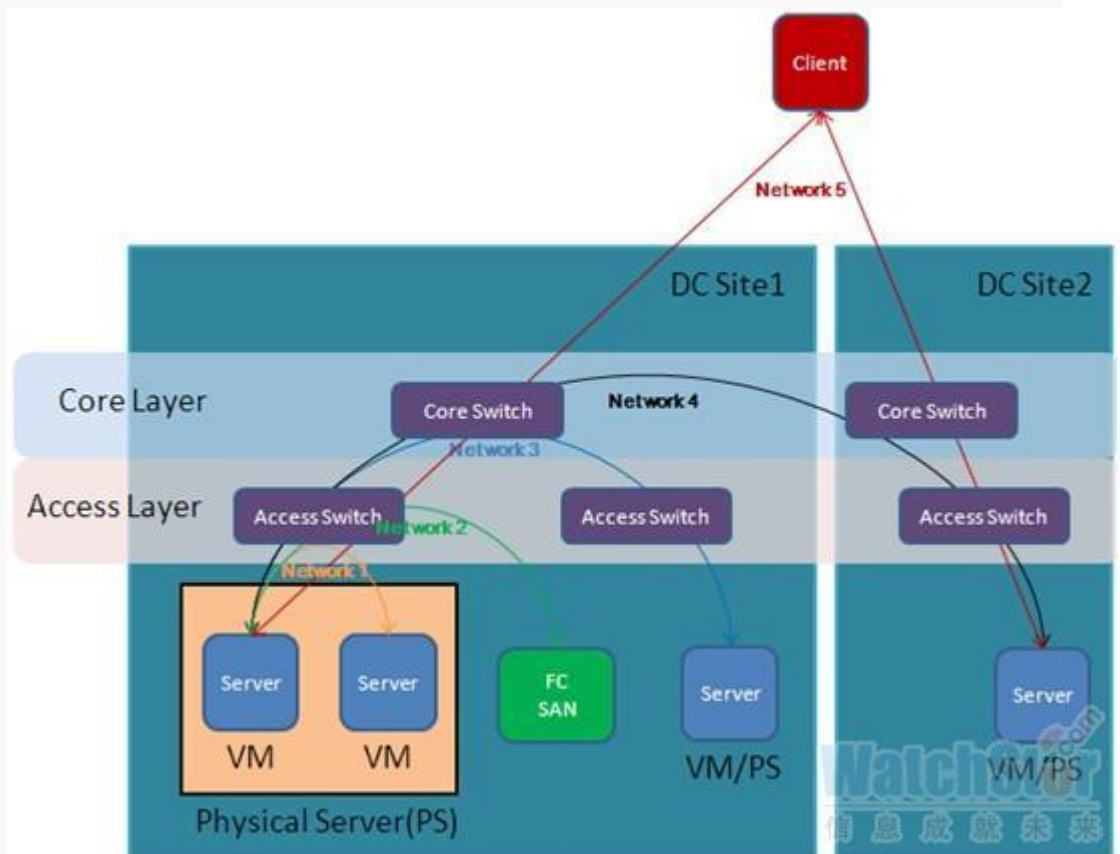 Client
Network 5
DC Site1
DC Site2
Core Layer
Core Switch
Network 4
Core Switch
Network 3
Access Layer
Access Switch
Network 2
Access Switch
Access Switch
Network 1
Server
Server
FC
SAN
Server
Server
VM
VM
VM/PS
VM/PS
Physical Server(PS)
WatchStor.com
信息成就未来